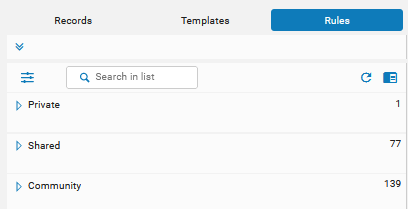 Records Templates Rules
Search in list
Private 1
Shared 77
Community 139